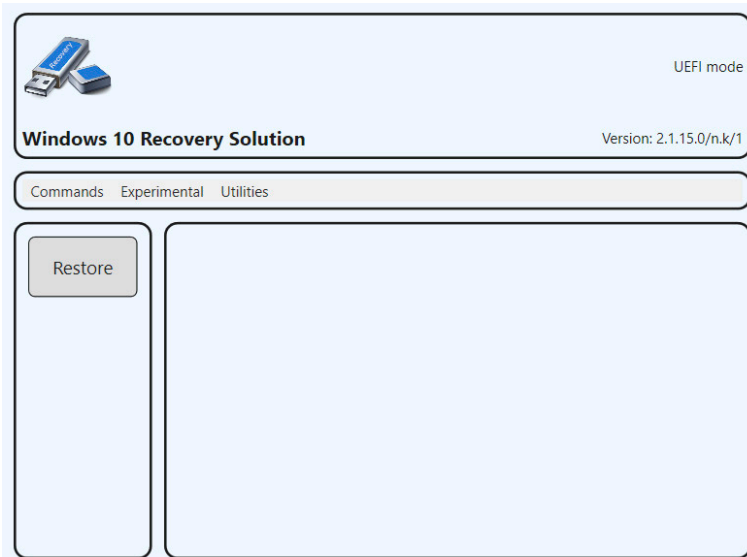 Recovery
UEFI mode
Windows 10 Recovery Solution
Version: 2.1.15.0/n.k/1
Commands Experimental Utilities
Restore